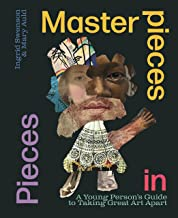 Master
pieces
in
Pieces
Ingrid Swenson
& Mary Auld
A Young Person's Guide
to Taking Great Art Apart